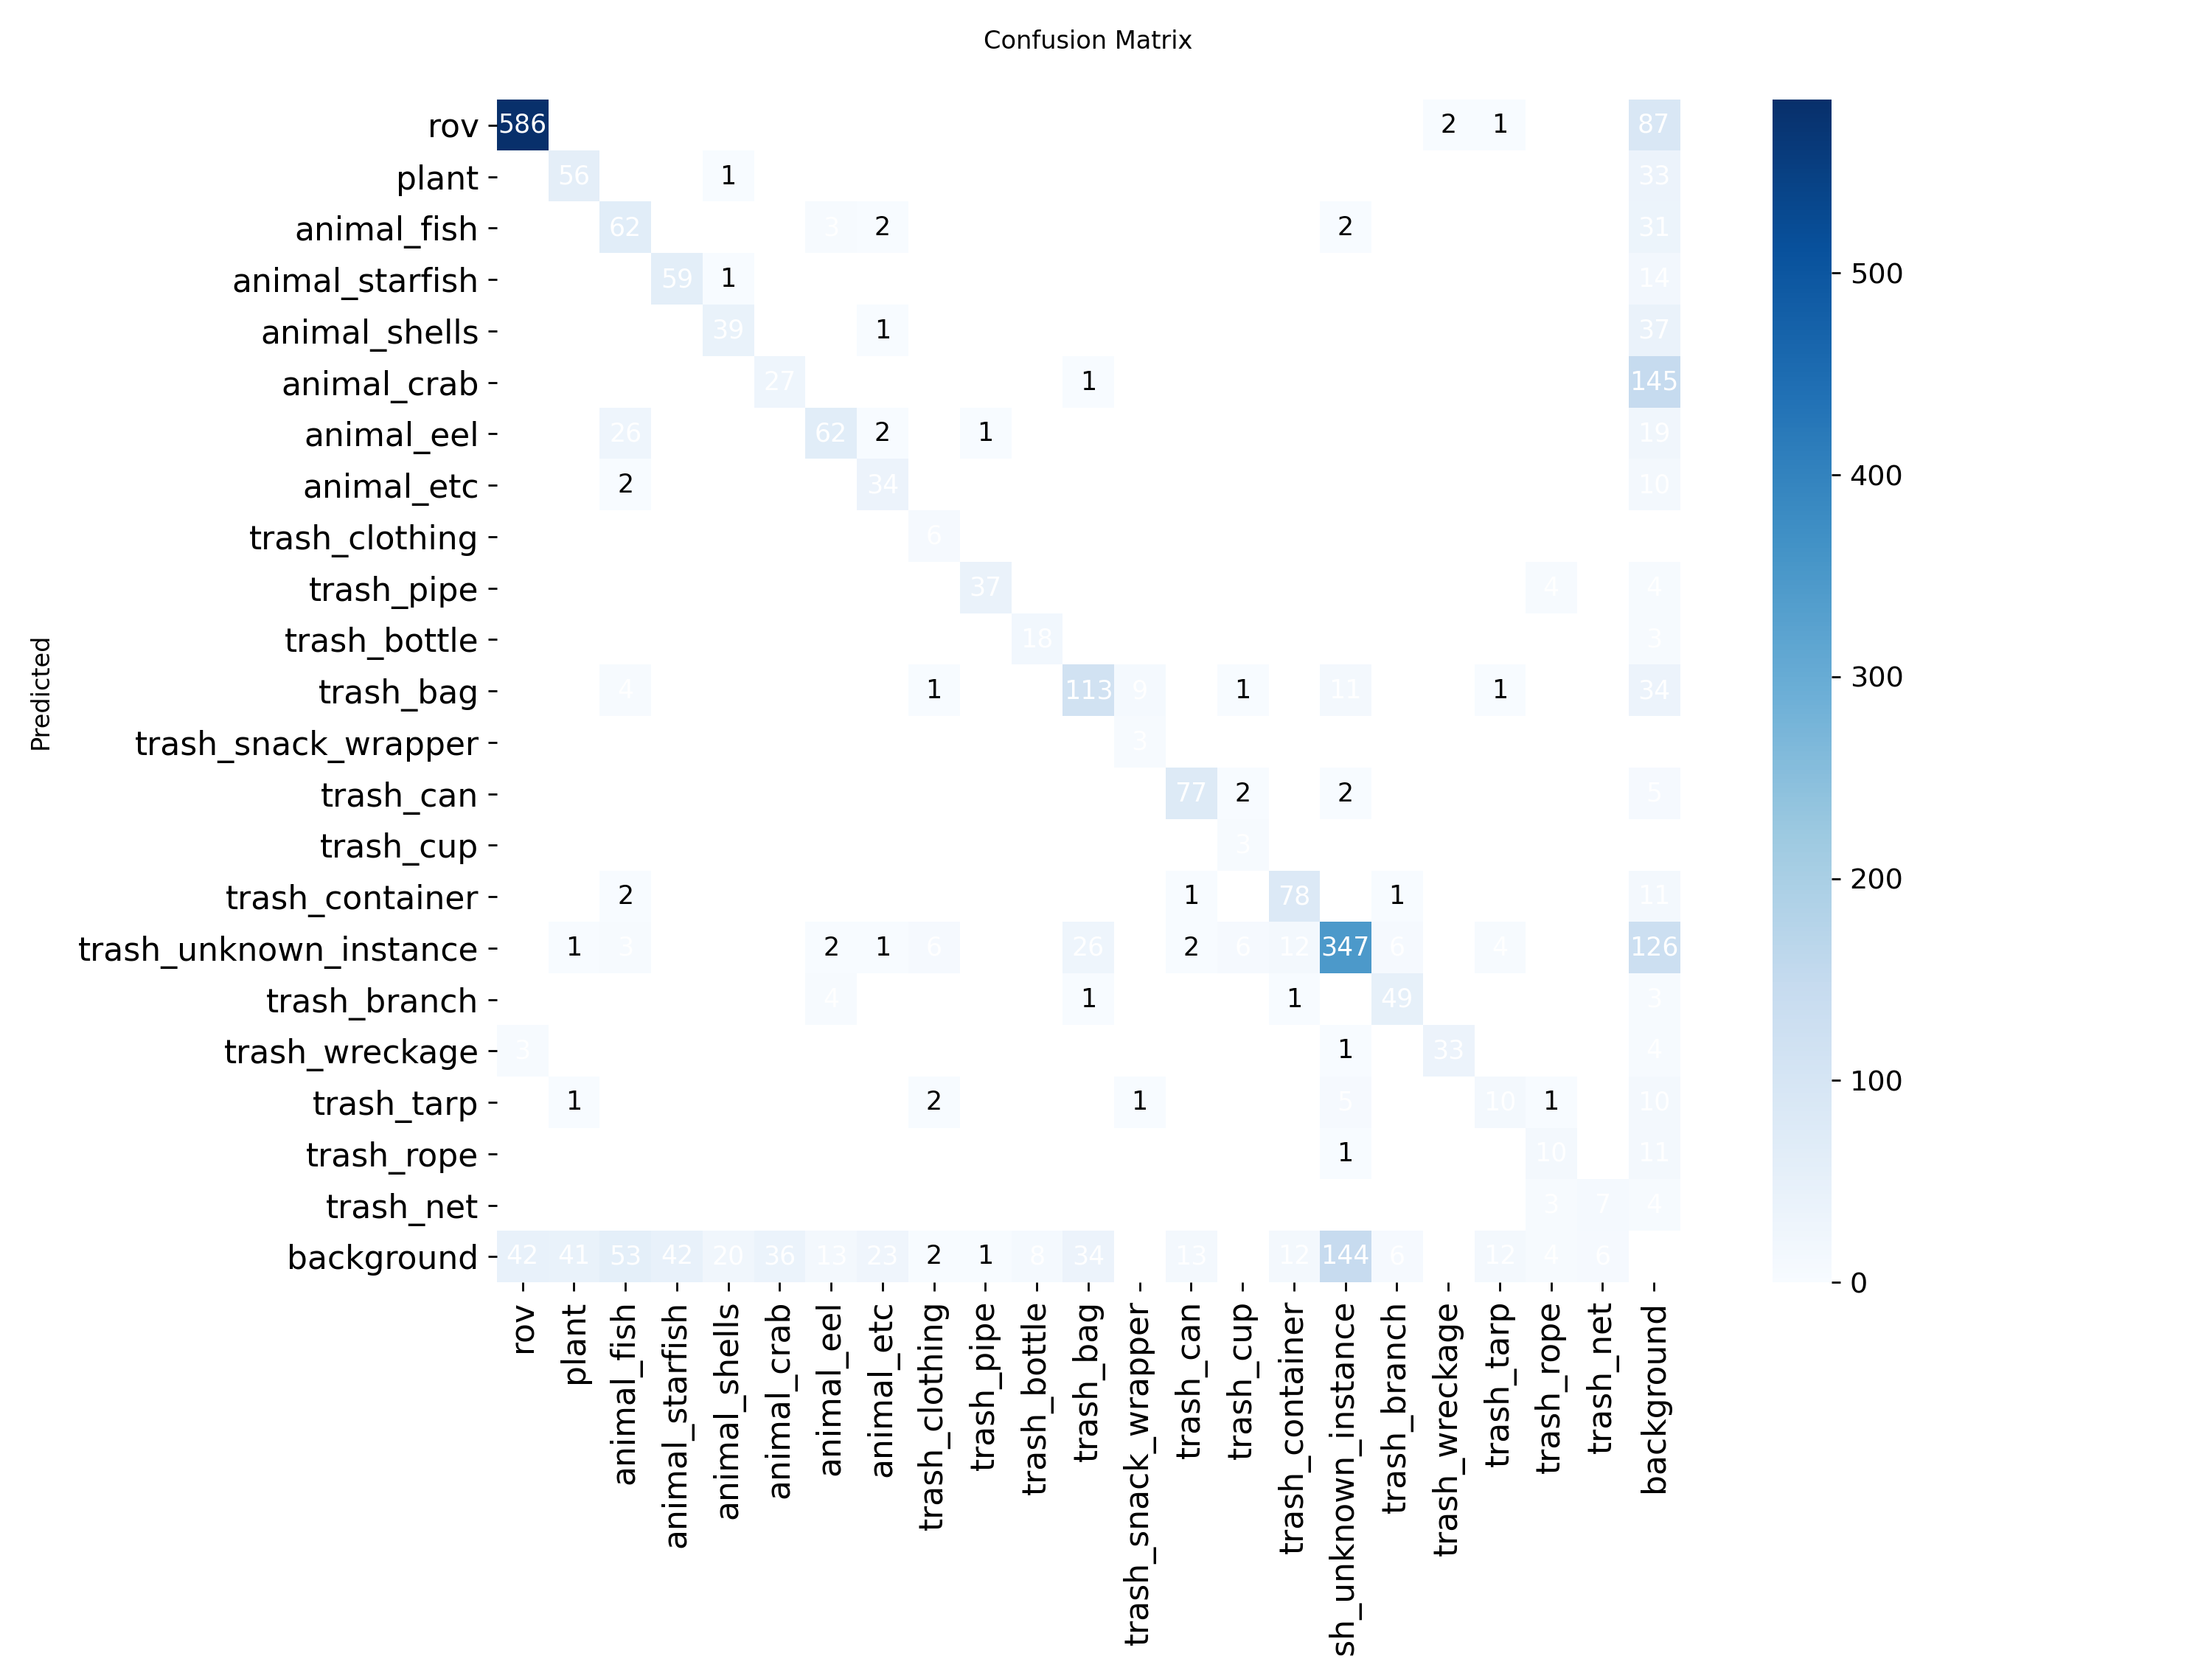 Confusion Matrix
rov 586 2 1 87
plant 56 1 33
animal_fish 62 3 2 2 31
animal_starfish 59 1 14
animal_shells 39 1 37
animal_crab 27 1 145
animal_eel 26 62 2 1 19
animal_etc 2 34 10
trash_clothing 6
trash_pipe 37 4 4
trash_bottle 18 3
trash_bag 4 1 113 9 1 11 1 34
trash_snack_wrapper 3
trash_can 77 2 2 5
trash_cup 3
trash_container 2 1 78 1 11
trash_unknown_instance 1 3 2 1 6 26 2 6 12 347 6 4 126
trash_branch 4 1 1 49 3
trash_wreckage 3 1 33 4
trash_tarp 1 2 1 5 10 1 10
trash_rope 1 10 11
trash_net 3 7 4
background 42 41 53 42 20 36 13 23 2 1 8 34 13 12 144 6 12 4 6
Predicted
rov
plant
animal_fish
animal_starfish
animal_shells
animal_crab
animal_eel
animal_etc
trash_clothing
trash_pipe
trash_bottle
trash_bag
trash_snack_wrapper
trash_can
trash_cup
trash_container
sh_unknown_instance
trash_branch
trash_wreckage
trash_tarp
trash_rope
trash_net
background
500
400
300
200
100
0